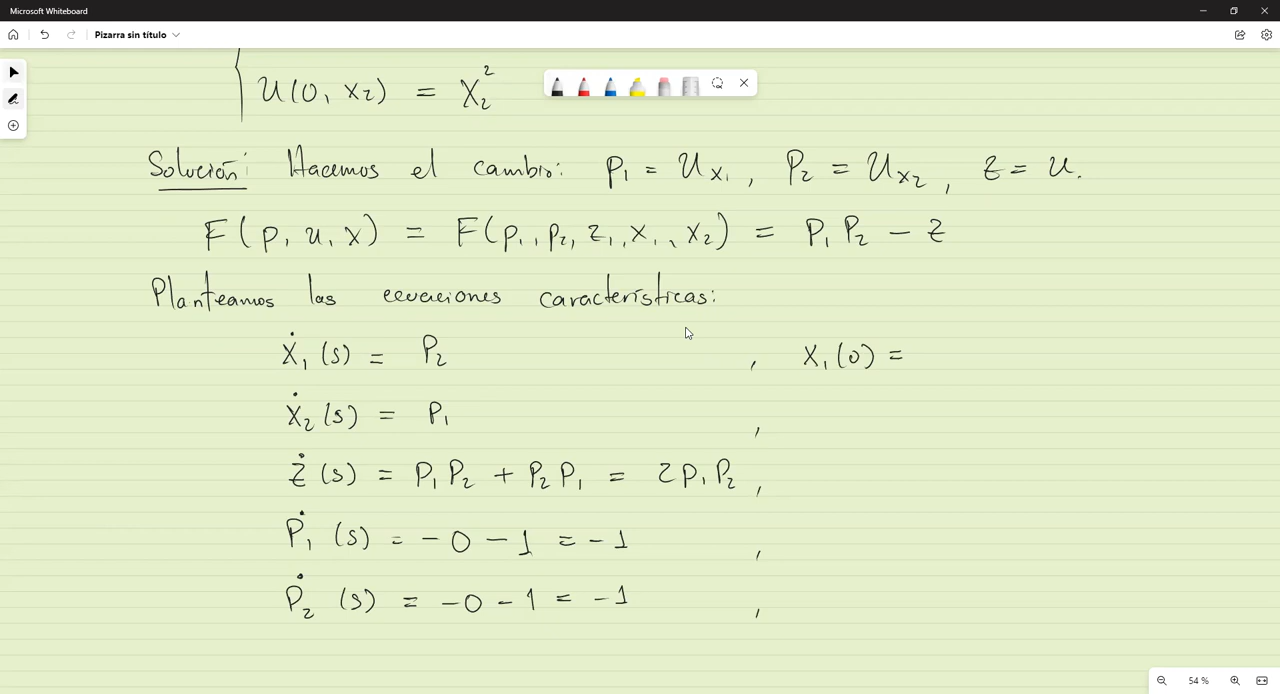 Microsoft Whiteboard
Pizarra sin título
U(0, x₂) = X₂²
Solución: Hacemos el cambio: P₁ = U_X₁, P₂ = U_X₂, Z = U.
F(p, u, x) = F(p₁, p₂, z, x₁, x₂) = P₁P₂ − Z
Planteamos las ecuaciones características:
Ẋ₁(s) = P₂ , X₁(0) =
Ẋ₂(s) = P₁ ,
Ż(s) = P₁P₂ + P₂P₁ = 2P₁P₂ ,
Ṗ₁(s) = −0 − 1 = −1 ,
Ṗ₂(s) = −0 − 1 = −1 ,
54 %